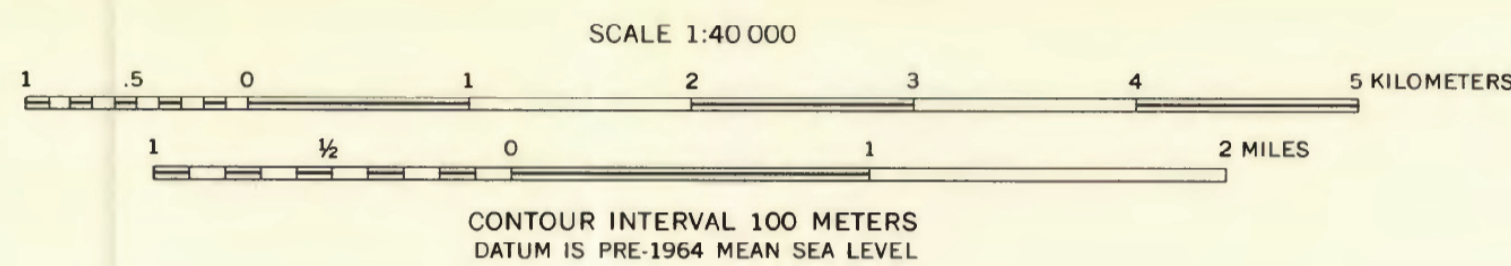 SCALE 1:40 000
1 .5 0 1 2 3 4 5 KILOMETERS
1 ½ 0 1 2 MILES
CONTOUR INTERVAL 100 METERS
DATUM IS PRE-1964 MEAN SEA LEVEL